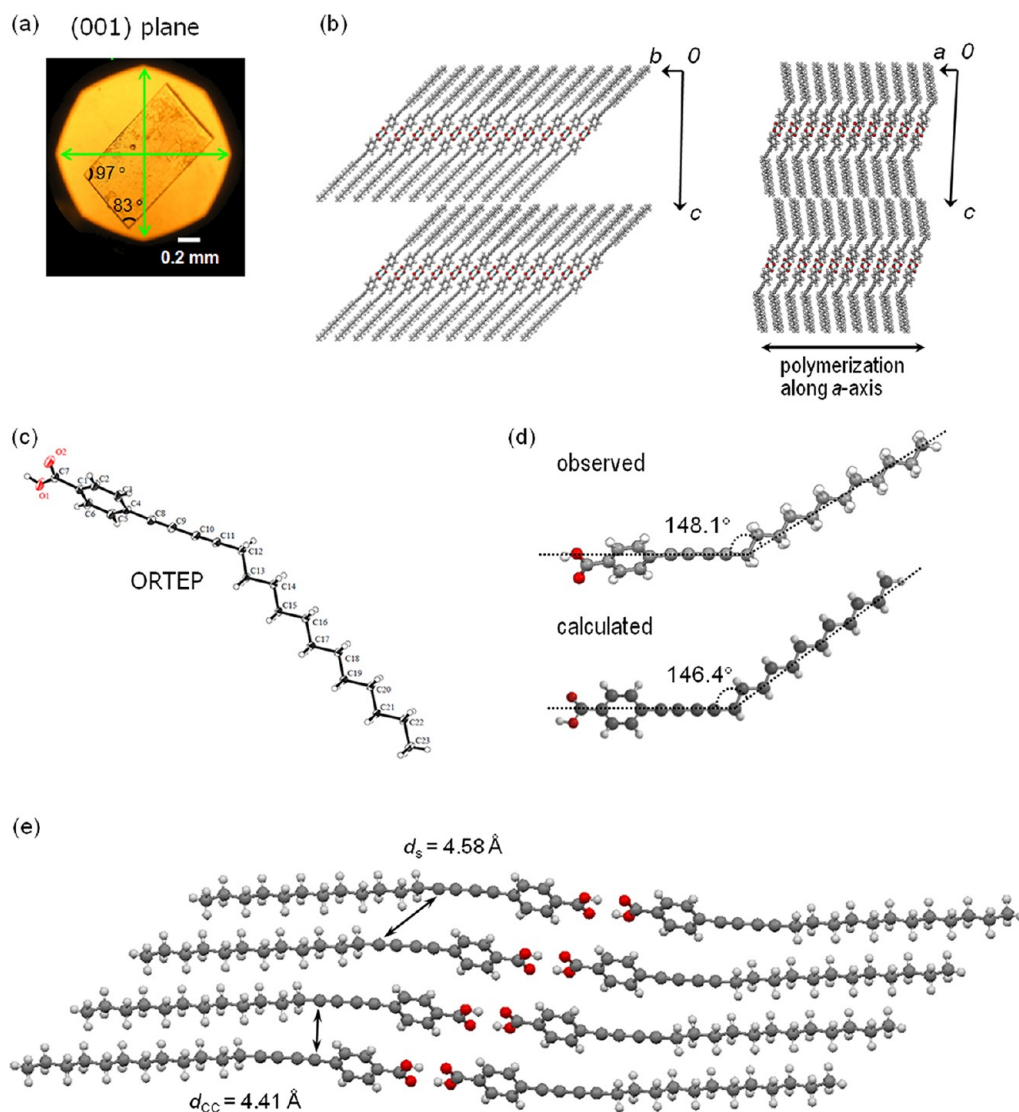 (a)
(001) plane
97°
83°
0.2 mm
(b)
b
0
c
a
0
c
polymerization
along a-axis
(c)
O2
C7
O1
C1
C2
C3
C4
C6
C5
C8
C9
C10
C11
C12
C13
C14
C15
C16
C17
C18
C19
C20
C21
C22
C23
ORTEP
(d)
observed
148.1°
calculated
146.4°
(e)
ds = 4.58 Å
dCC = 4.41 Å